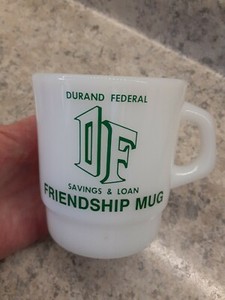 DURAND FEDERAL
DF
SAVINGS & LOAN
FRIENDSHIP MUG